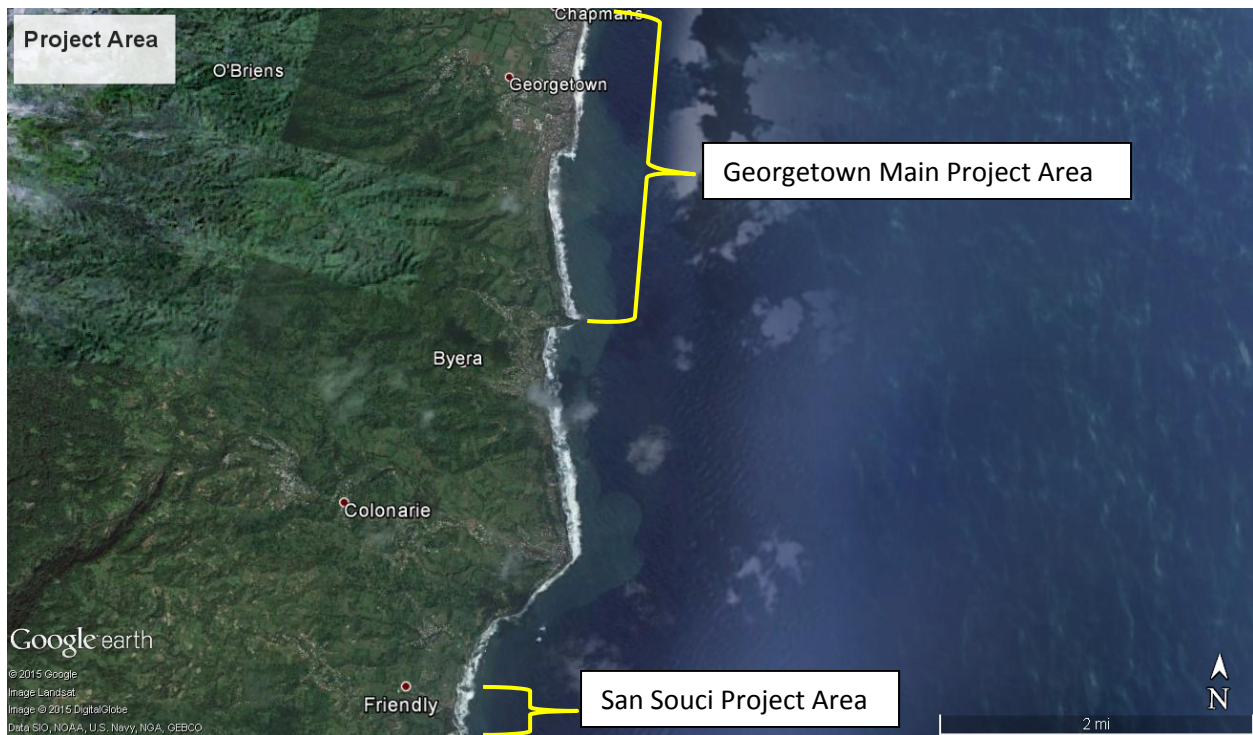 Chapmans
Project Area
O'Briens
Georgetown
Georgetown Main Project Area
Byera
Colonarie
Google earth
© 2015 Google
Image Landsat
Image © 2015 DigitalGlobe
Data SIO, NOAA, U.S. Navy, NGA, GEBCO
Friendly
San Souci Project Area
N
2 mi